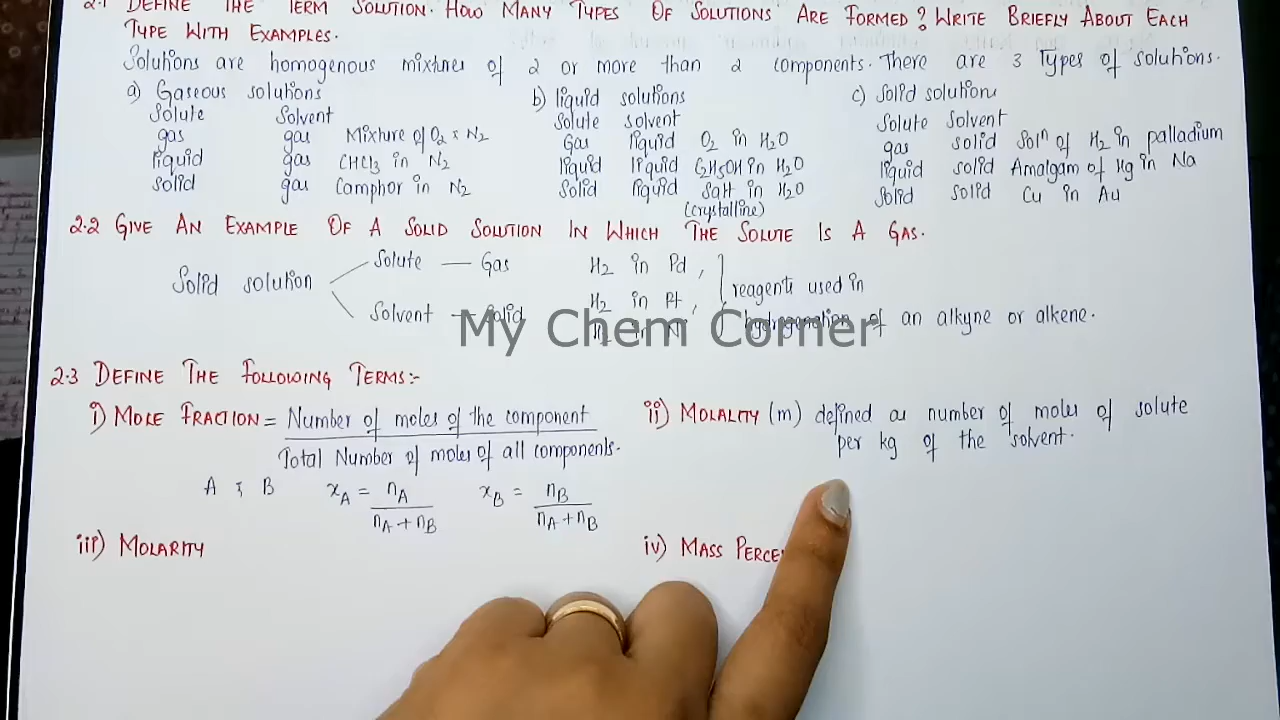 2.1 DEFINE THE TERM SOLUTION. HOW MANY TYPES OF SOLUTIONS ARE FORMED? WRITE BRIEFLY ABOUT EACH
TYPE WITH EXAMPLES.
Solutions are homogenous mixtures of 2 or more than 2 components. There are 3 Types of solutions.
a) Gaseous solutions
Solute Solvent
gas gas Mixture of O2 & N2
liquid gas CHCl3 in N2
Solid gas Camphor in N2
b) liquid solutions
Solute solvent
Gas liquid O2 in H2O
liquid liquid C2H5OH in H2O
Solid liquid Salt in H2O
(crystalline)
c) Solid solution
Solute Solvent
gas solid Soln of H2 in palladium
liquid solid Amalgam of Hg in Na
Solid solid Cu in Au
2.2 GIVE AN EXAMPLE OF A SOLID SOLUTION IN WHICH THE SOLUTE IS A GAS.
Solid solution
Solute — Gas
Solvent — Solid
H2 in Pd,
H2 in Pt,
H2 in Ni
reagents used in
hydrogenation of an alkyne or alkene.
My Chem Corner
2.3 DEFINE THE FOLLOWING TERMS:-
i) MOLE FRACTION = Number of moles of the component
Total Number of moles of all components.
A & B xA = nA / nA + nB xB = nB / nA + nB
ii) MOLALITY (m) defined as number of moles of solute
per kg of the solvent.
iii) MOLARITY
iv) MASS PERCE